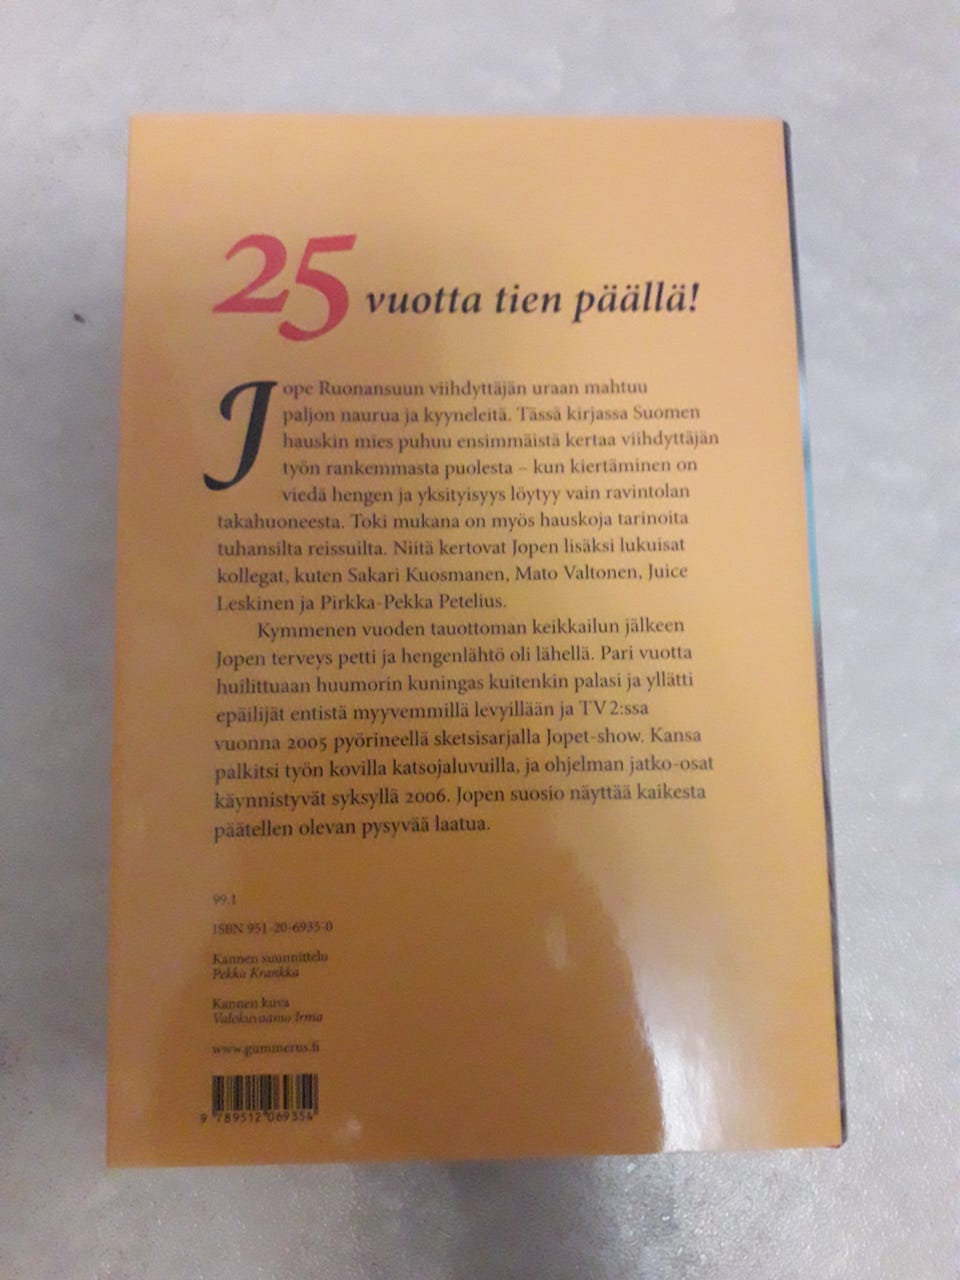 25 vuotta tien päällä!
Jope Ruonansuun viihdyttäjän uraan mahtuu
paljon naurua ja kyyneleitä. Tässä kirjassa Suomen
hauskin mies puhuu ensimmäistä kertaa viihdyttäjän
työn rankemmasta puolesta – kun kiertäminen on
viedä hengen ja yksityisyys löytyy vain ravintolan
takahuoneesta. Toki mukana on myös hauskoja tarinoita
tuhansilta reissuilta. Niitä kertovat Jopen lisäksi lukuisat
kollegat, kuten Sakari Kuosmanen, Mato Valtonen, Juice
Leskinen ja Pirkka-Pekka Petelius.
Kymmenen vuoden tauottoman keikkailun jälkeen
Jopen terveys petti ja hengenlähtö oli lähellä. Pari vuotta
huilittuaan huumorin kuningas kuitenkin palasi ja yllätti
epäilijät entistä myyvemmillä levyillään ja TV2:ssa
vuonna 2005 pyörineellä sketsisarjalla Jopet-show. Kansa
palkitsi työn kovilla katsojaluvuilla, ja ohjelman jatko-osat
käynnistyvät syksyllä 2006. Jopen suosio näyttää kaikesta
päätellen olevan pysyvää laatua.
99.1
ISBN 951-20-6935-0
Kannen suunnittelu
Pekka Krankka
Kannen kuva
Valokuvaamo Irma
www.gummerus.fi
9 789512 069354